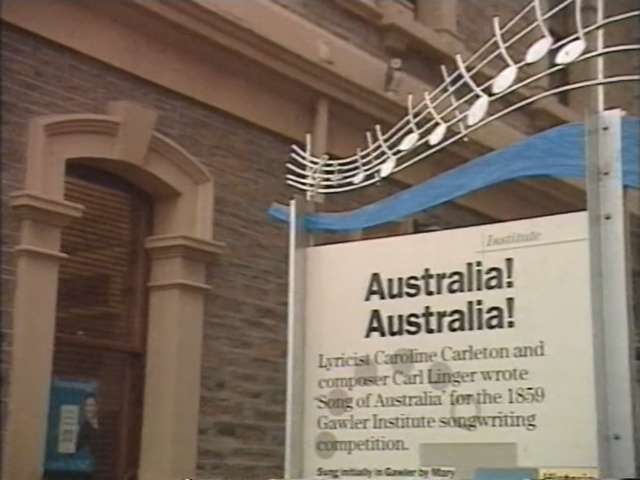 Institute
Australia!
Australia!
Lyricist Caroline Carleton and
composer Carl Linger wrote
'Song of Australia' for the 1859
Gawler Institute songwriting
competition.
Sung initially in Gawler by Mary
Historic